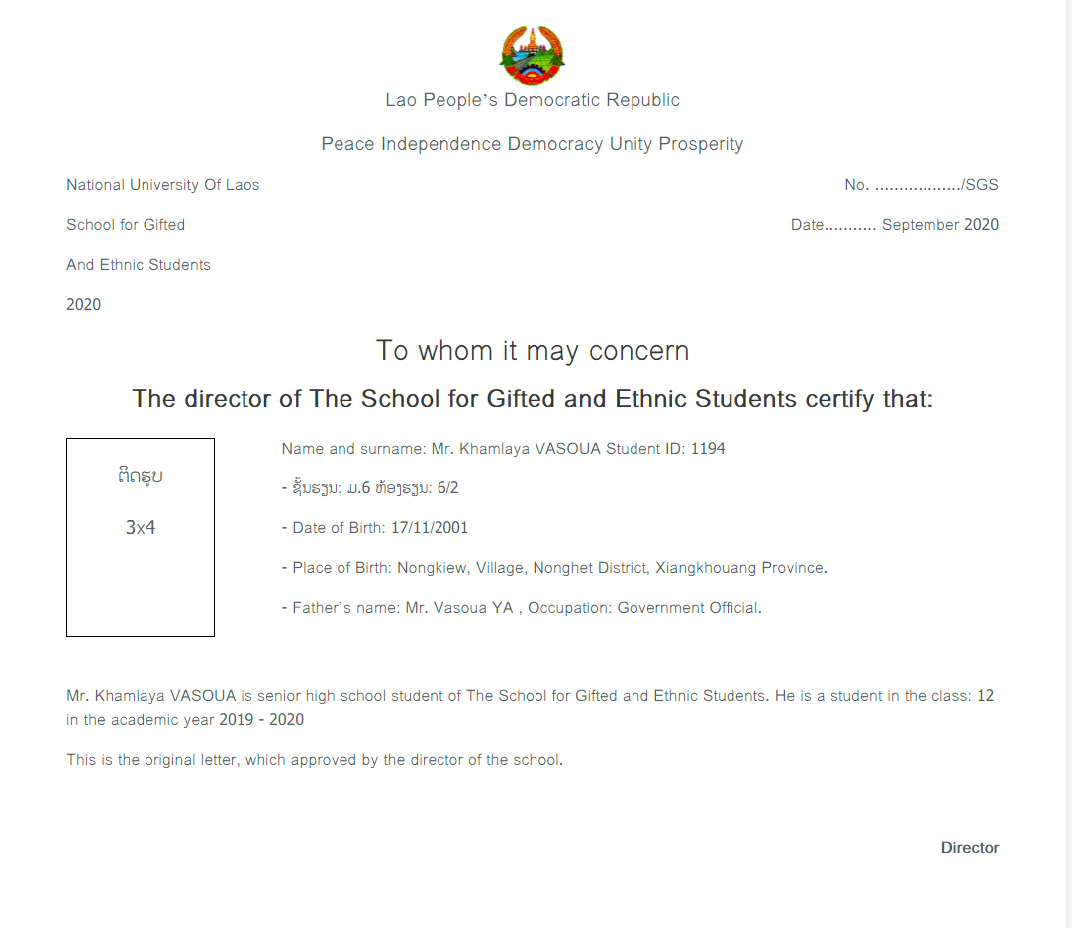 Lao People's Democratic Republic
Peace Independence Democracy Unity Prosperity
National University Of Laos
No. ................../SGS
School for Gifted
Date........... September 2020
And Ethnic Students
2020
To whom it may concern
The director of The School for Gifted and Ethnic Students certify that:
ຕິດຮູບ
3x4
Name and surname: Mr. Khamlaya VASOUA Student ID: 1194
- ຊັ້ນຮຽນ: ມ.6 ຫ້ອງຮຽນ: 6/2
- Date of Birth: 17/11/2001
- Place of Birth: Nongkiew, Village, Nonghet District, Xiangkhouang Province.
- Father's name: Mr. Vasoua YA , Occupation: Government Official.
Mr. Khamlaya VASOUA is senior high school student of The School for Gifted and Ethnic Students. He is a student in the class: 12
in the academic year 2019 - 2020
This is the original letter, which approved by the director of the school.
Director